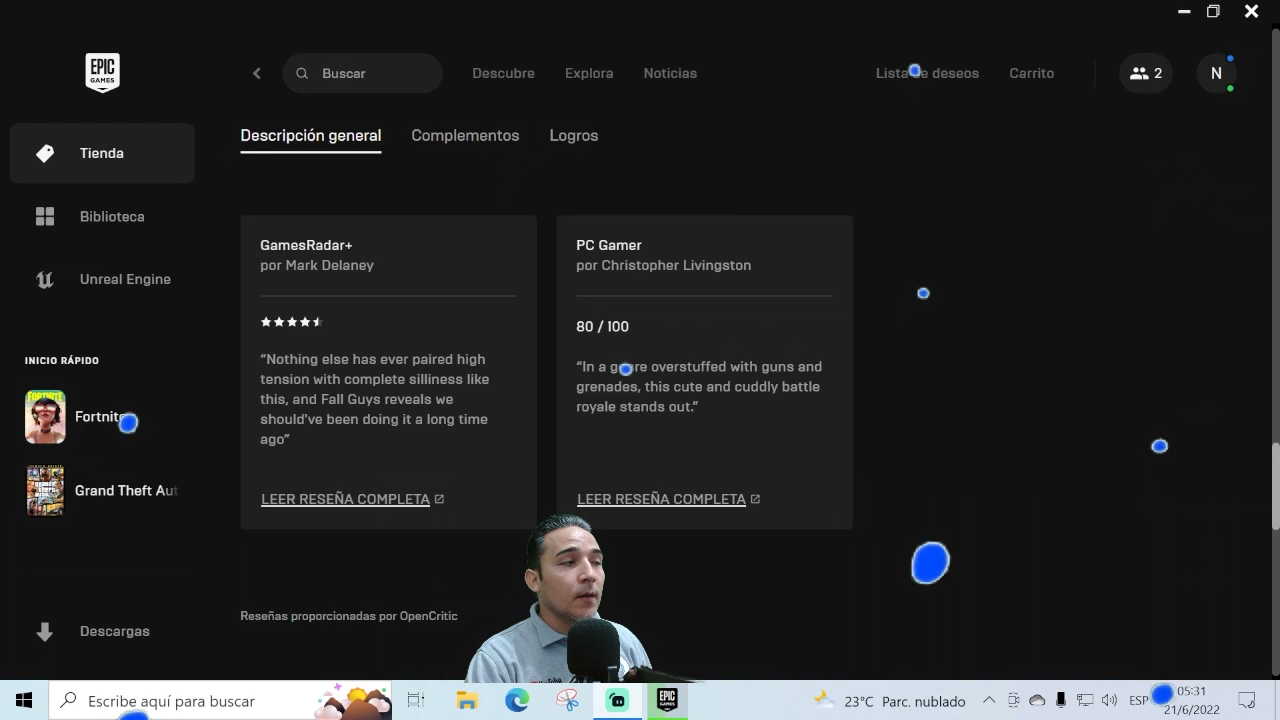 EPIC
GAMES
Buscar
Descubre
Explora
Noticias
Lista de deseos
Carrito
2
N
Tienda
Biblioteca
Unreal Engine
INICIO RÁPIDO
FORTNITE
Fortnite
Grand Theft Aut
Descargas
Descripción general
Complementos
Logros
GamesRadar+
por Mark Delaney
“Nothing else has ever paired high
tension with complete silliness like
this, and Fall Guys reveals we
should've been doing it a long time
ago”
LEER RESEÑA COMPLETA
PC Gamer
por Christopher Livingston
80 / 100
“In a genre overstuffed with guns and
grenades, this cute and cuddly battle
royale stands out.”
LEER RESEÑA COMPLETA
Reseñas proporcionadas por OpenCritic
Escribe aquí para buscar
EPIC
GAMES
23°C Parc. nublado
ESP
05:31
21/6/2022